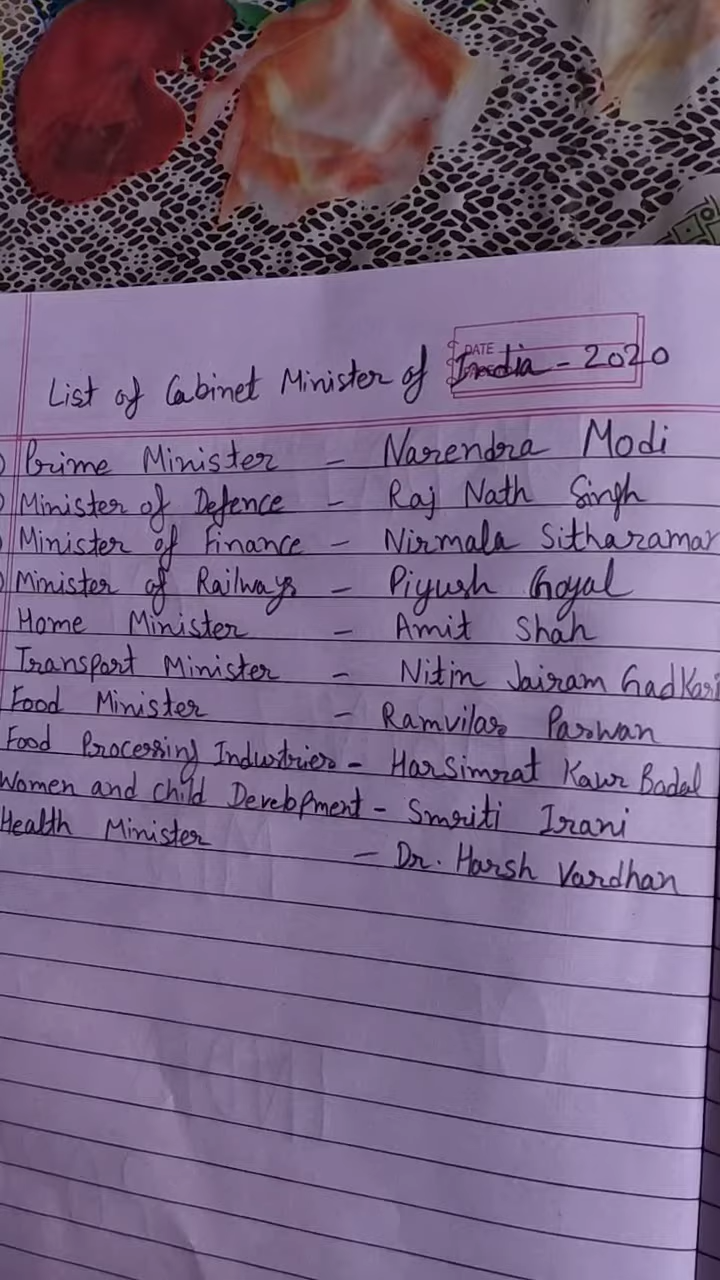 DATE
List of Cabinet Minister of India - 2020
Prime Minister - Narendra Modi
Minister of Defence - Raj Nath Singh
Minister of Finance - Nirmala Sitharaman
Minister of Railways - Piyush Goyal
Home Minister - Amit Shah
Transport Minister - Nitin Jairam Gadkari
Food Minister - Ramvilas Paswan
Food Processing Industries - Harsimrat Kaur Badal
Women and child Development - Smriti Irani
Health Minister - Dr. Harsh Vardhan